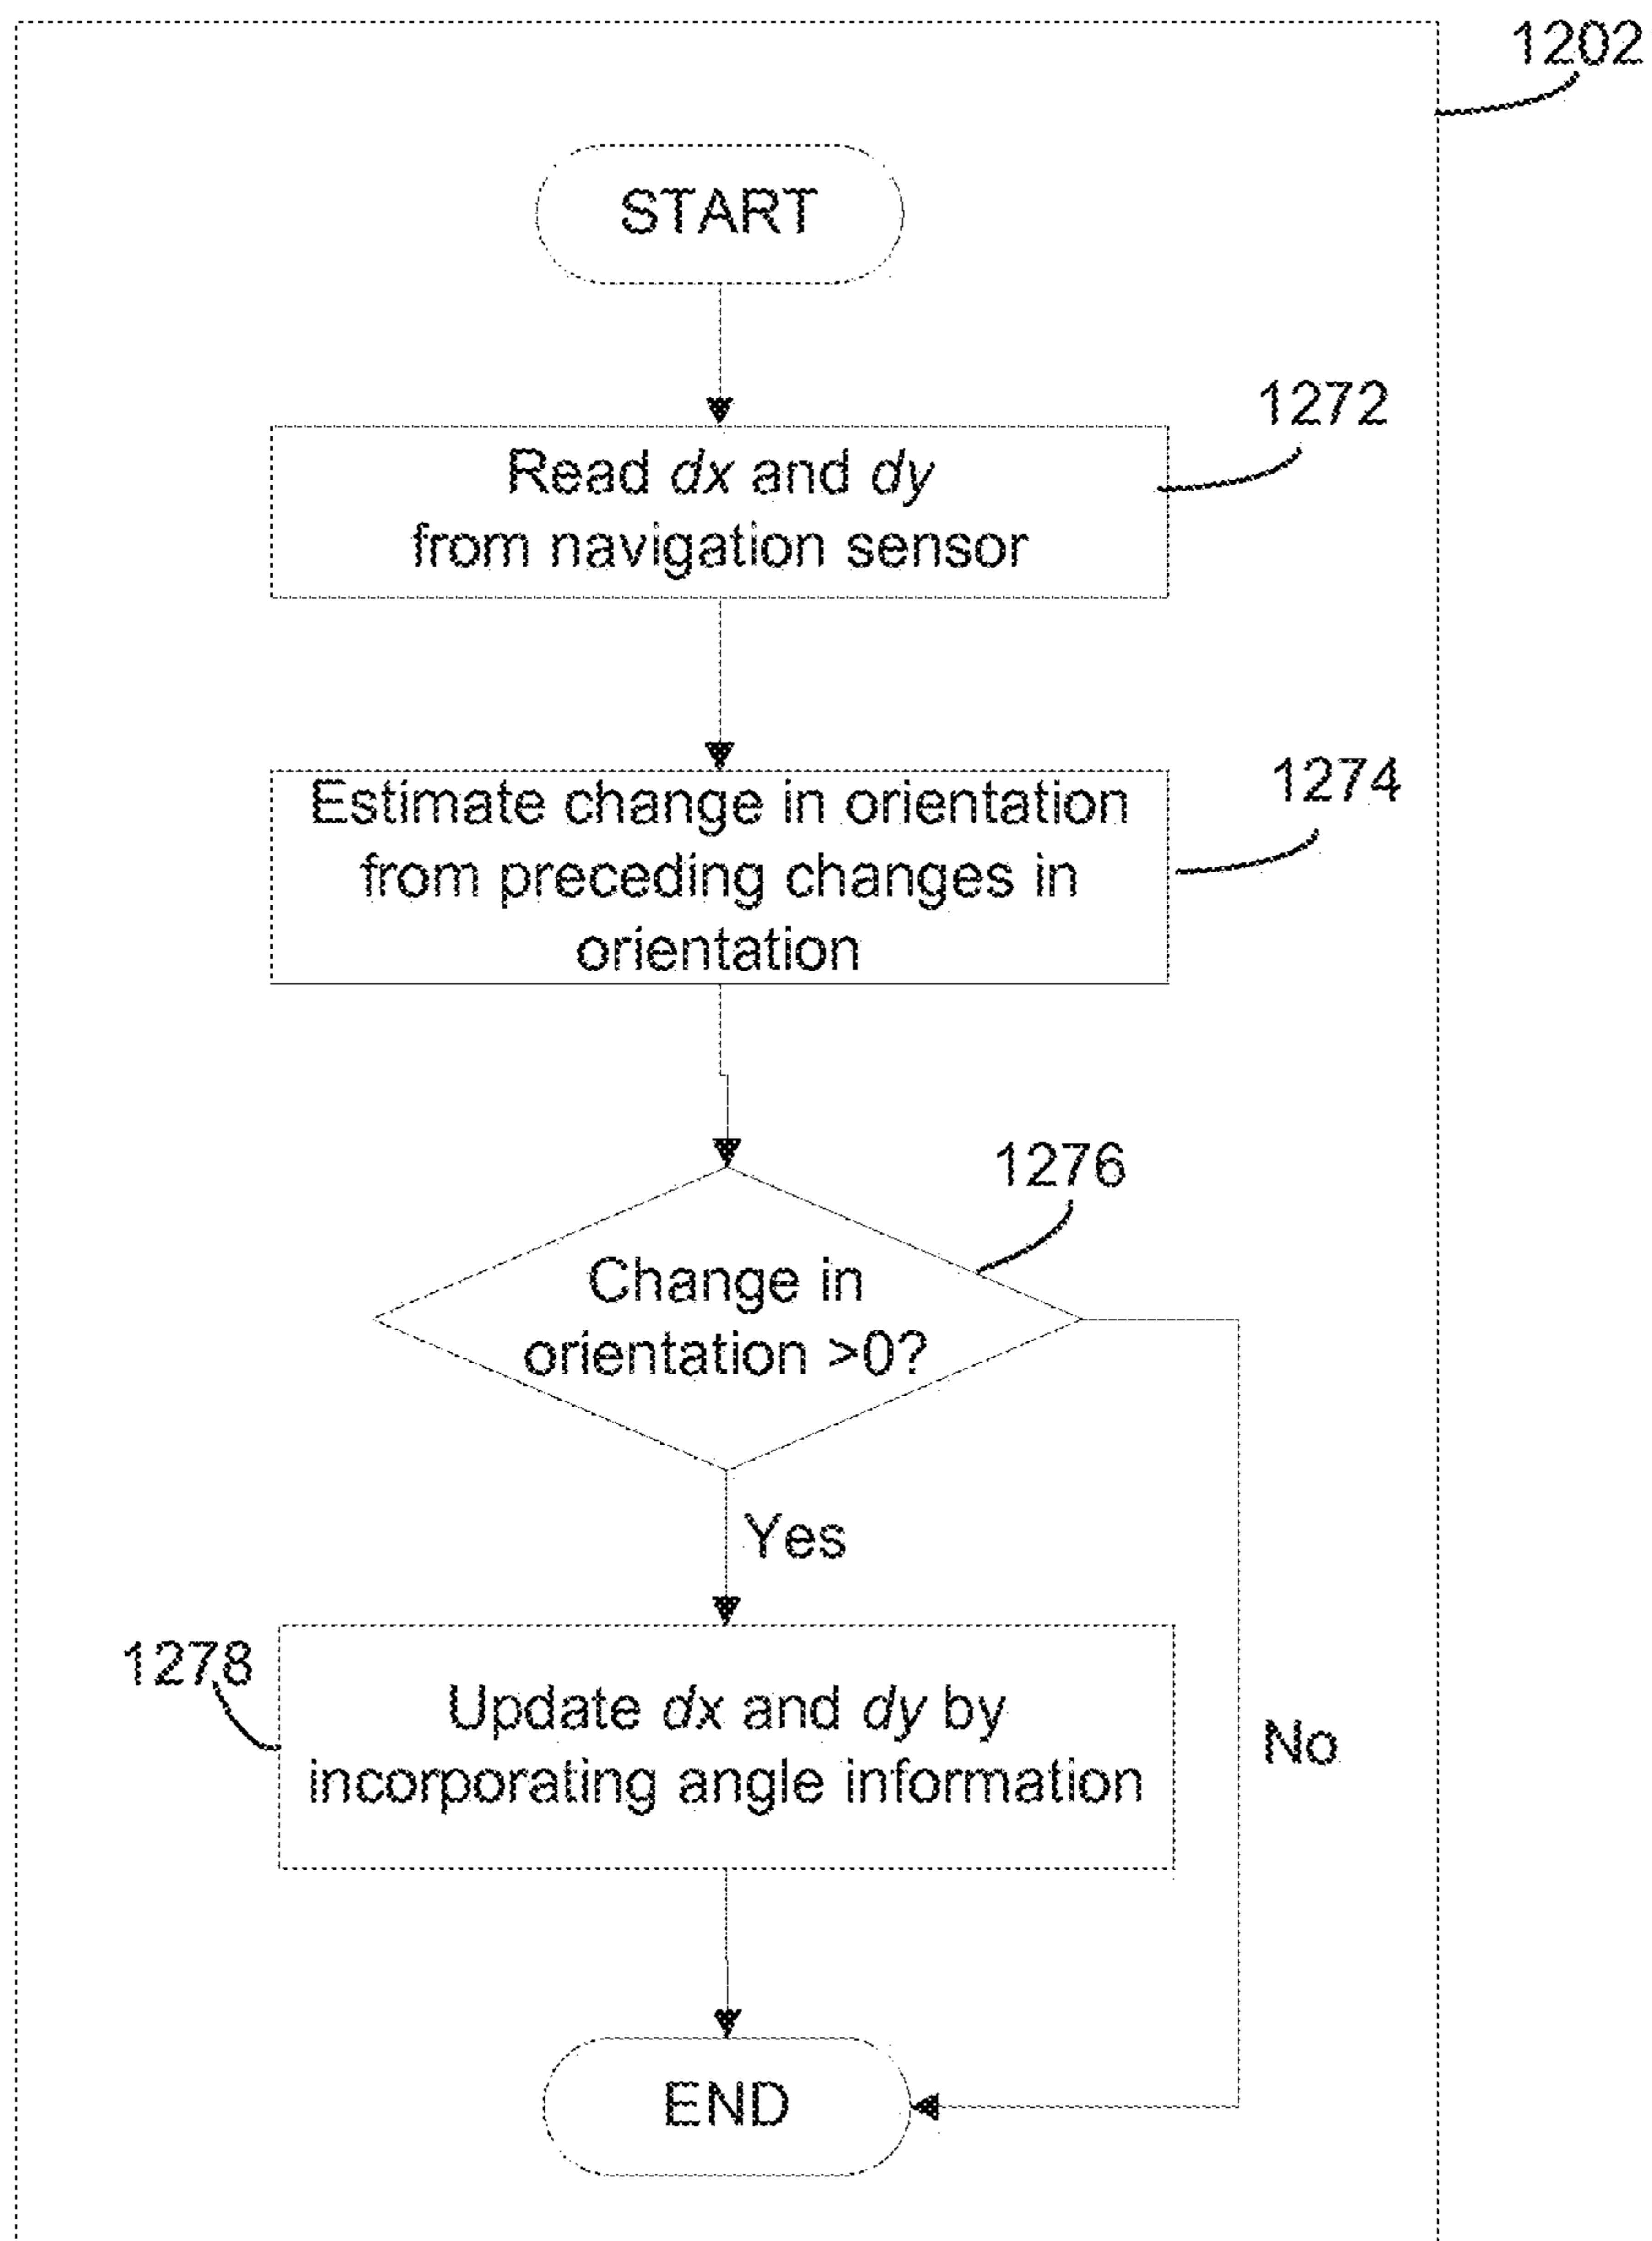 1202
START
1272
Read dx and dy
from navigation sensor
1274
Estimate change in orientation
from preceding changes in
orientation
1276
Change in
orientation >0?
Yes
1278
Update dx and dy by
incorporating angle information
No
END